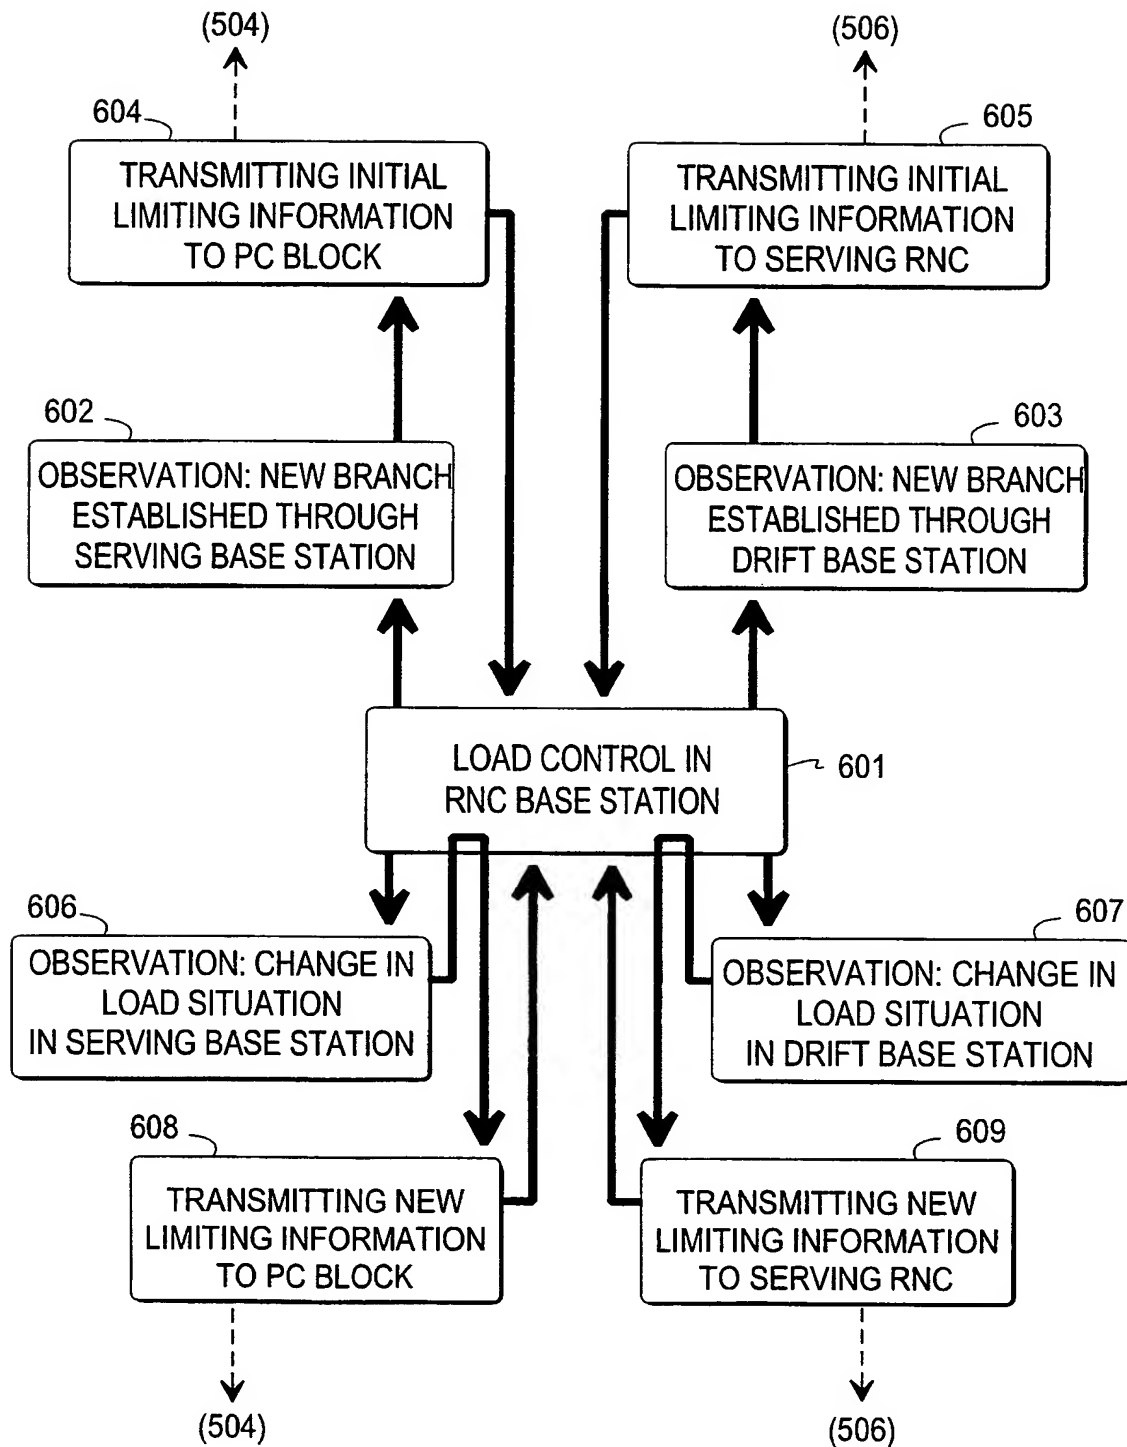 (504)
(506)
604
605
TRANSMITTING INITIAL
LIMITING INFORMATION
TO PC BLOCK
TRANSMITTING INITIAL
LIMITING INFORMATION
TO SERVING RNC
602
603
OBSERVATION: NEW BRANCH
ESTABLISHED THROUGH
SERVING BASE STATION
OBSERVATION: NEW BRANCH
ESTABLISHED THROUGH
DRIFT BASE STATION
LOAD CONTROL IN
RNC BASE STATION
601
606
607
OBSERVATION: CHANGE IN
LOAD SITUATION
IN SERVING BASE STATION
OBSERVATION: CHANGE IN
LOAD SITUATION
IN DRIFT BASE STATION
608
609
TRANSMITTING NEW
LIMITING INFORMATION
TO PC BLOCK
TRANSMITTING NEW
LIMITING INFORMATION
TO SERVING RNC
(504)
(506)